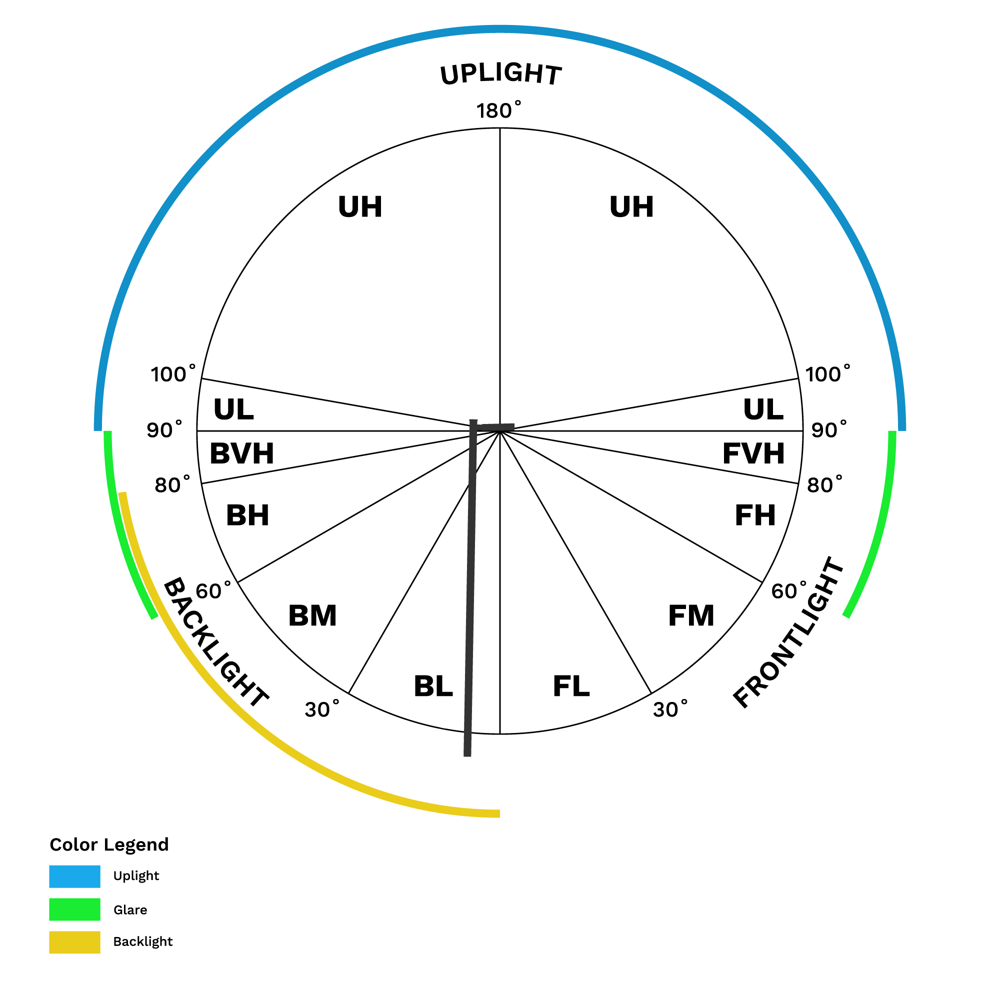 UPLIGHT
180°
UH UH
100° 100°
UL UL
90° 90°
BVH FVH
80° 80°
BH FH
60° 60°
BACKLIGHT FRONTLIGHT
BM FM
BL FL
30° 30°
Color Legend
Uplight
Glare
Backlight